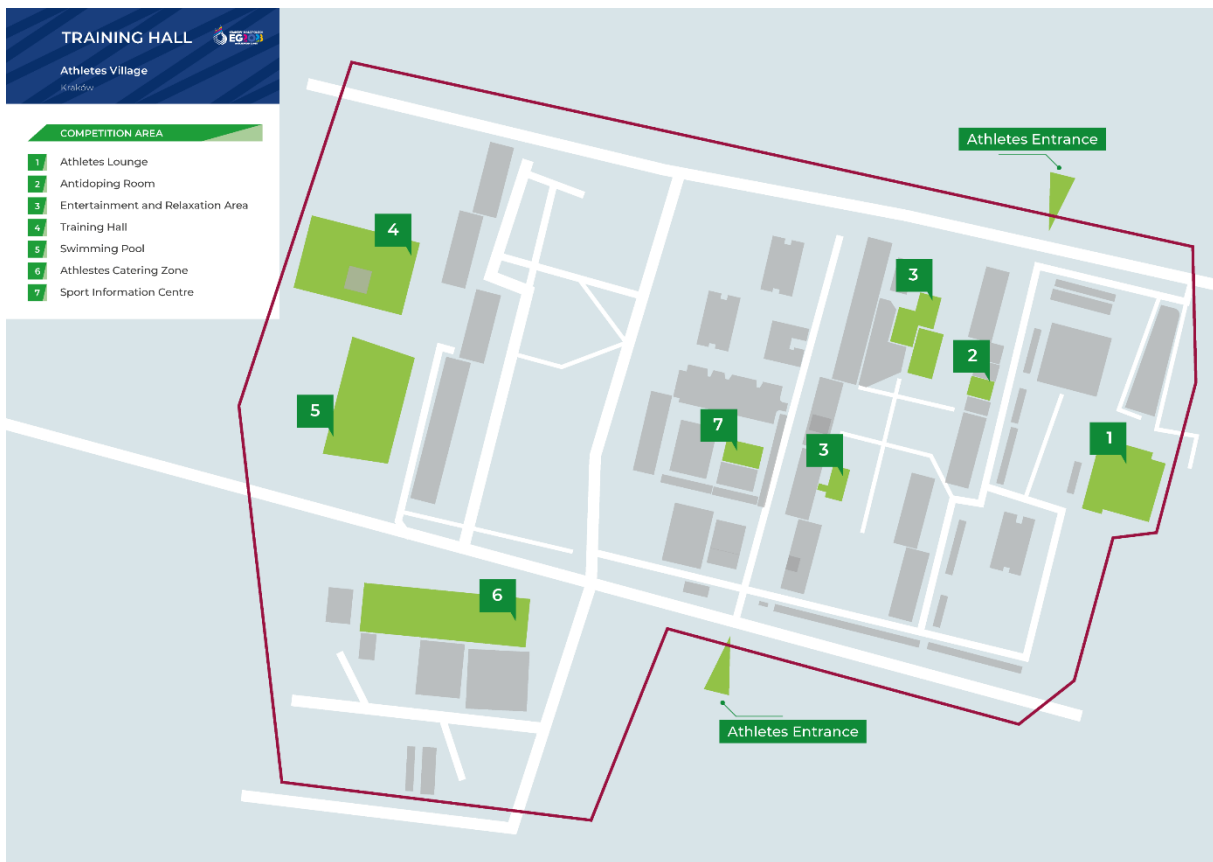 TRAINING HALL
Athletes Village
Kraków
COMPETITION AREA
1 Athletes Lounge
2 Antidoping Room
3 Entertainment and Relaxation Area
4 Training Hall
5 Swimming Pool
6 Athlestes Catering Zone
7 Sport Information Centre
Athletes Entrance
4
3
2
5
7
3
1
6
Athletes Entrance